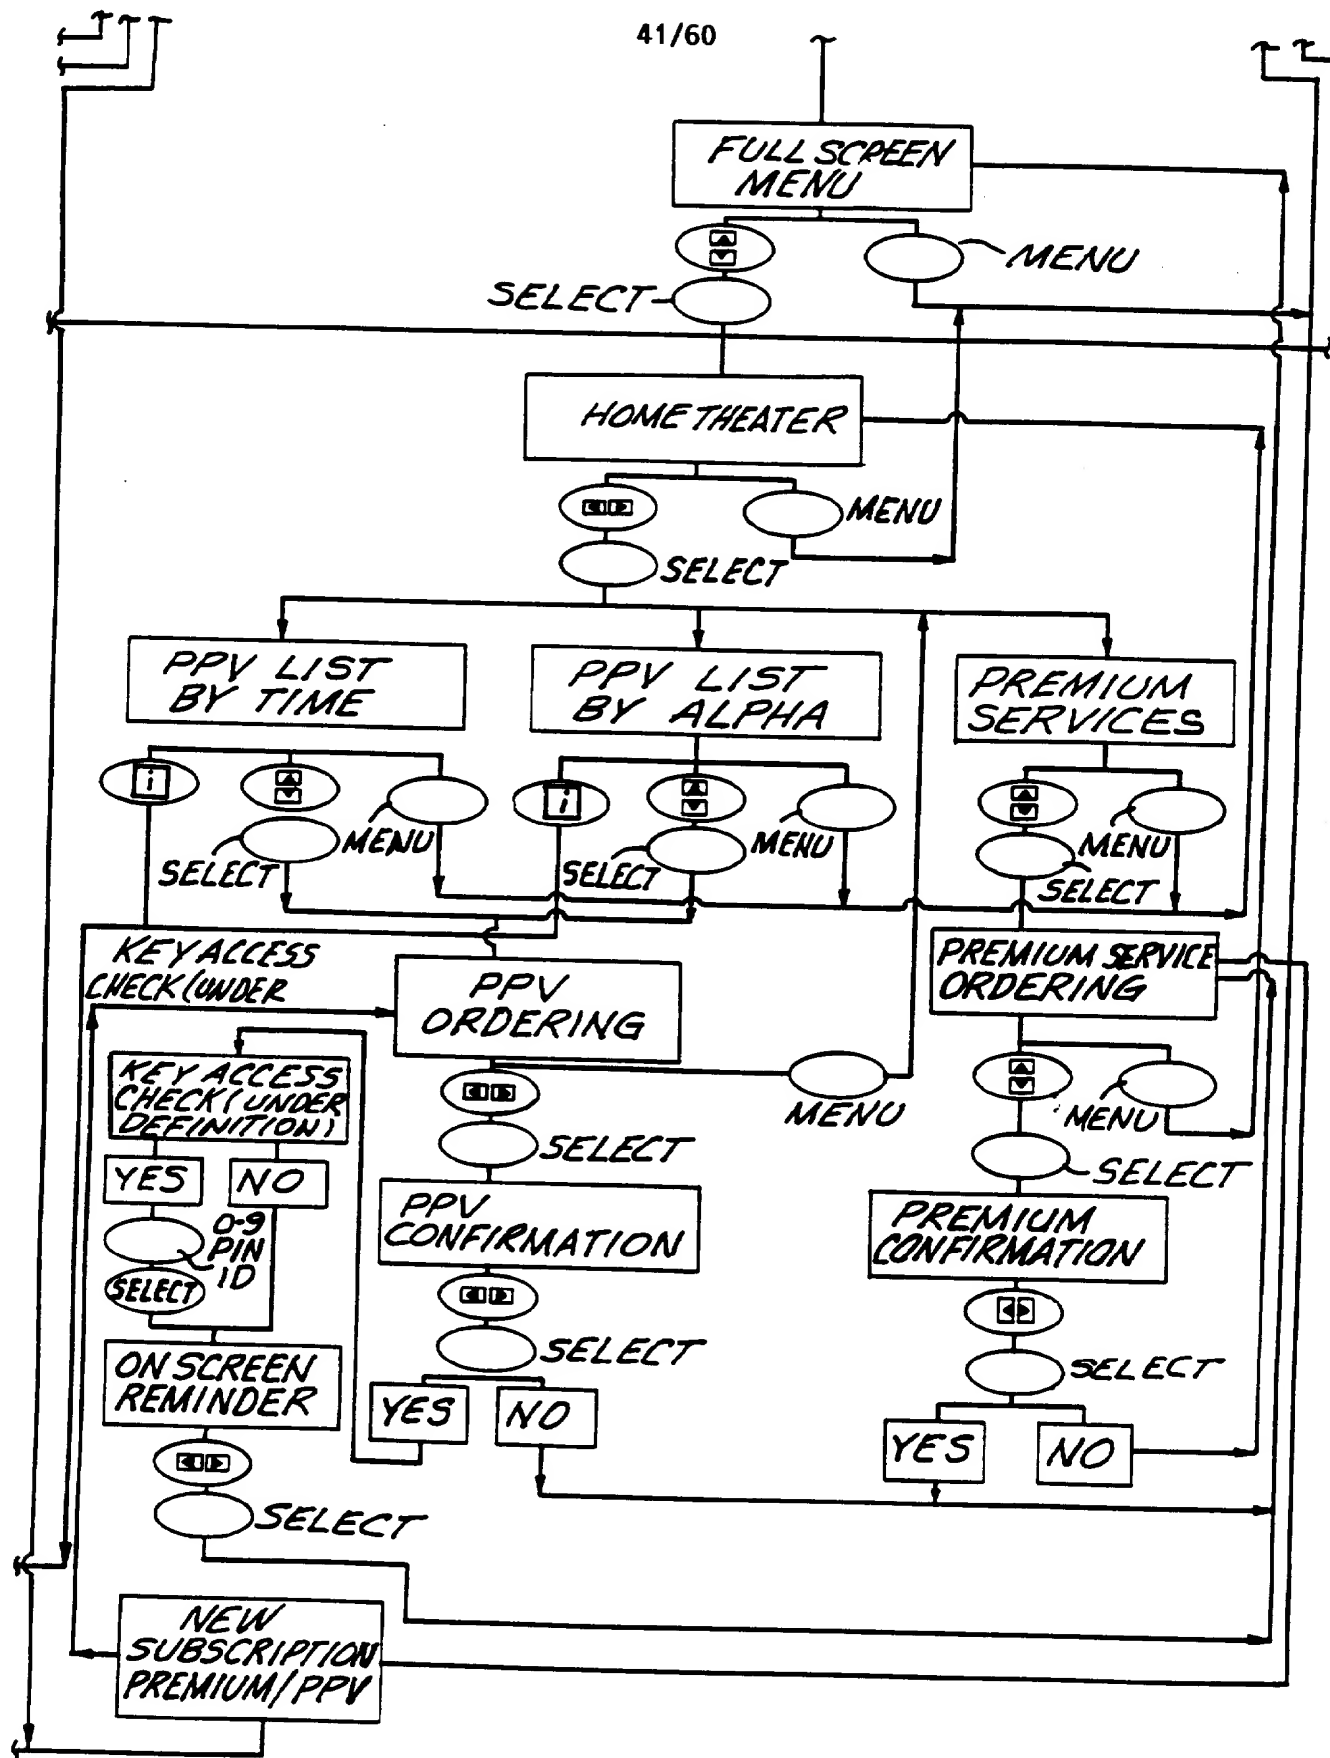 41/60
FULL SCREEN
MENU
MENU
SELECT
HOME THEATER
MENU
SELECT
PPV LIST
BY TIME
PPV LIST
BY ALPHA
PREMIUM
SERVICES
i
i
MENU
SELECT
MENU
SELECT
MENU
SELECT
KEY ACCESS
CHECK (UNDER
PPV
ORDERING
PREMIUM SERVICE
ORDERING
KEY ACCESS
CHECK (UNDER
DEFINITION)
MENU
MENU
SELECT
SELECT
YES
NO
0-9
PIN
ID
SELECT
PPV
CONFIRMATION
PREMIUM
CONFIRMATION
SELECT
SELECT
ON SCREEN
REMINDER
YES
NO
YES
NO
SELECT
NEW
SUBSCRIPTION
PREMIUM/PPV